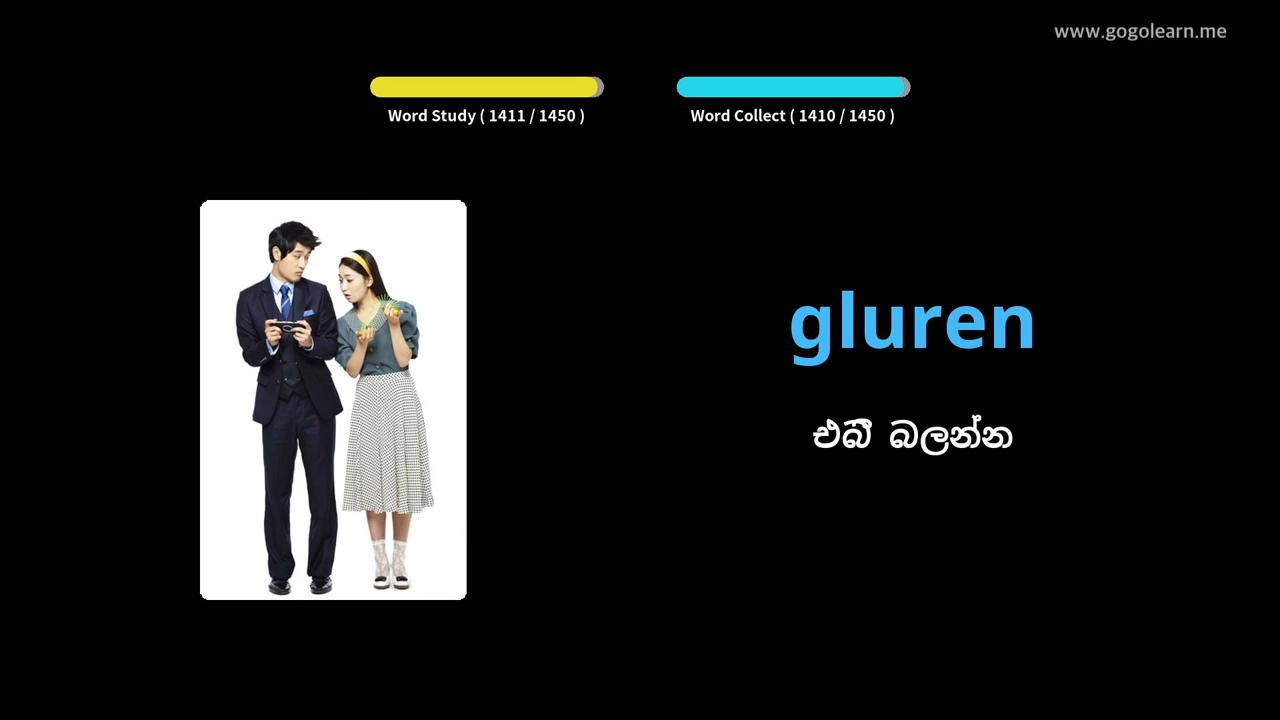 www.gogolearn.me
Word Study ( 1411 / 1450 )
Word Collect ( 1410 / 1450 )
gluren
එබී බලන්න